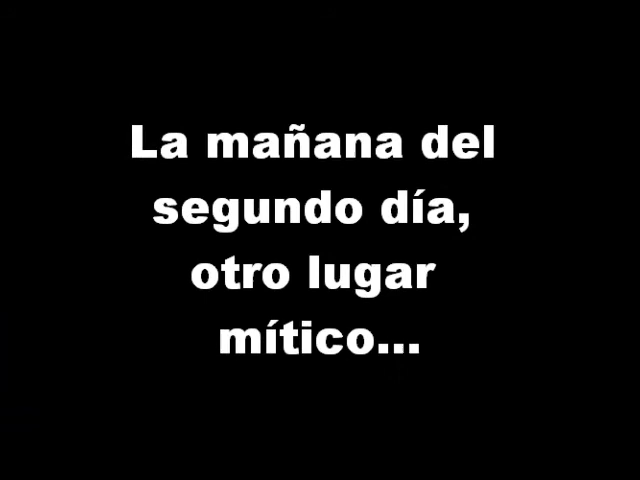 La mañana del
segundo día,
otro lugar
mítico...